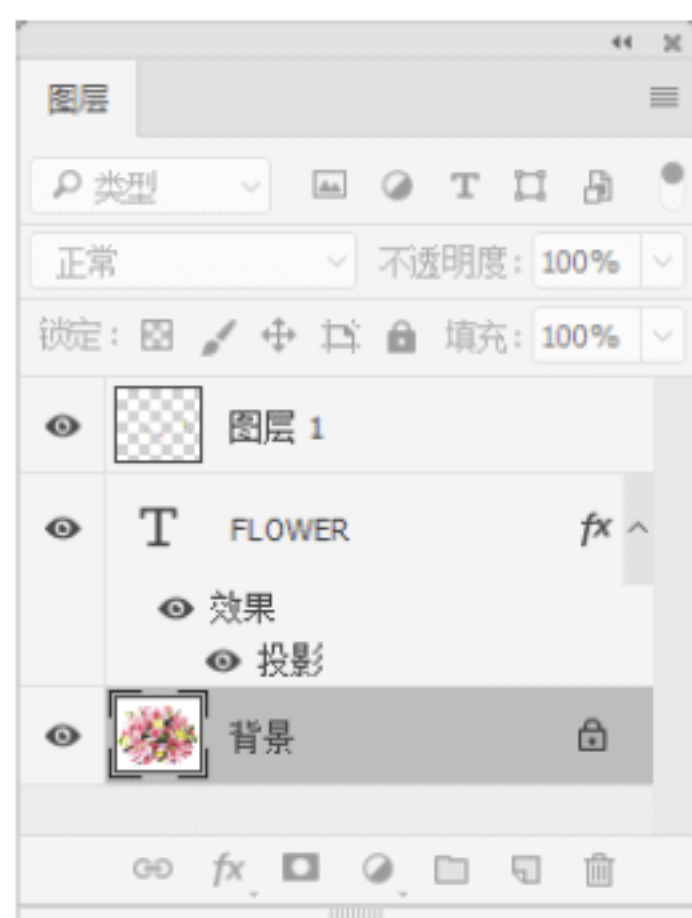 图层
类型
正常 不透明度: 100%
锁定: 填充: 100%
图层 1
T FLOWER fx
效果
投影
背景
fx